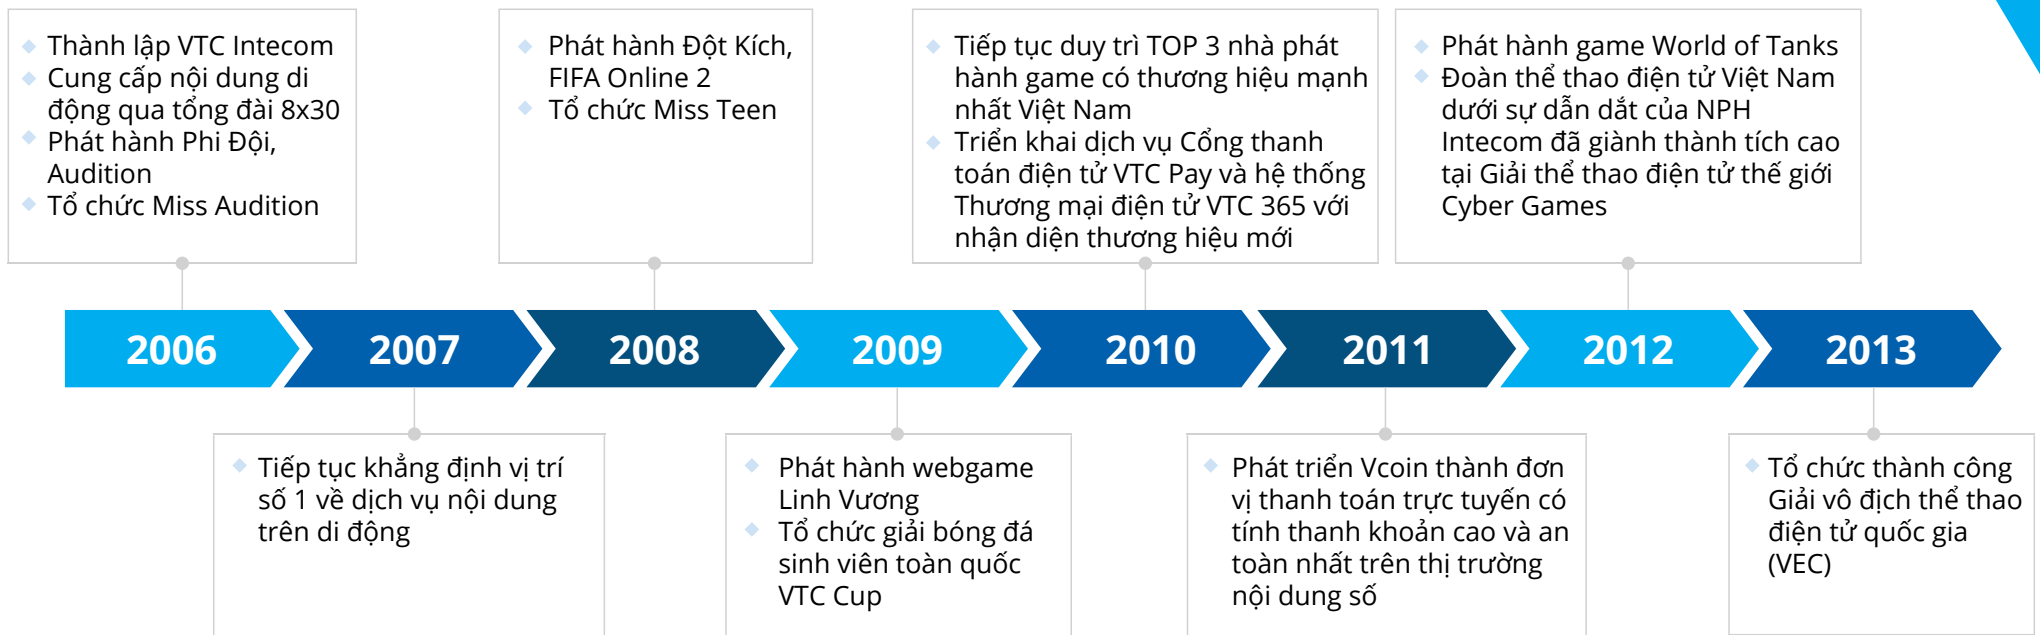 Thành lập VTC Intecom
Cung cấp nội dung di
động qua tổng đài 8x30
Phát hành Phi Đội,
Audition
Tổ chức Miss Audition
Phát hành Đột Kích,
FIFA Online 2
Tổ chức Miss Teen
Tiếp tục duy trì TOP 3 nhà phát
hành game có thương hiệu mạnh
nhất Việt Nam
Triển khai dịch vụ Cổng thanh
toán điện tử VTC Pay và hệ thống
Thương mại điện tử VTC 365 với
nhận diện thương hiệu mới
Phát hành game World of Tanks
Đoàn thể thao điện tử Việt Nam
dưới sự dẫn dắt của NPH
Intecom đã giành thành tích cao
tại Giải thể thao điện tử thế giới
Cyber Games
2006
2007
2008
2009
2010
2011
2012
2013
Tiếp tục khẳng định vị trí
số 1 về dịch vụ nội dung
trên di động
Phát hành webgame
Linh Vương
Tổ chức giải bóng đá
sinh viên toàn quốc
VTC Cup
Phát triển Vcoin thành đơn
vị thanh toán trực tuyến có
tính thanh khoản cao và an
toàn nhất trên thị trường
nội dung số
Tổ chức thành công
Giải vô địch thể thao
điện tử quốc gia
(VEC)